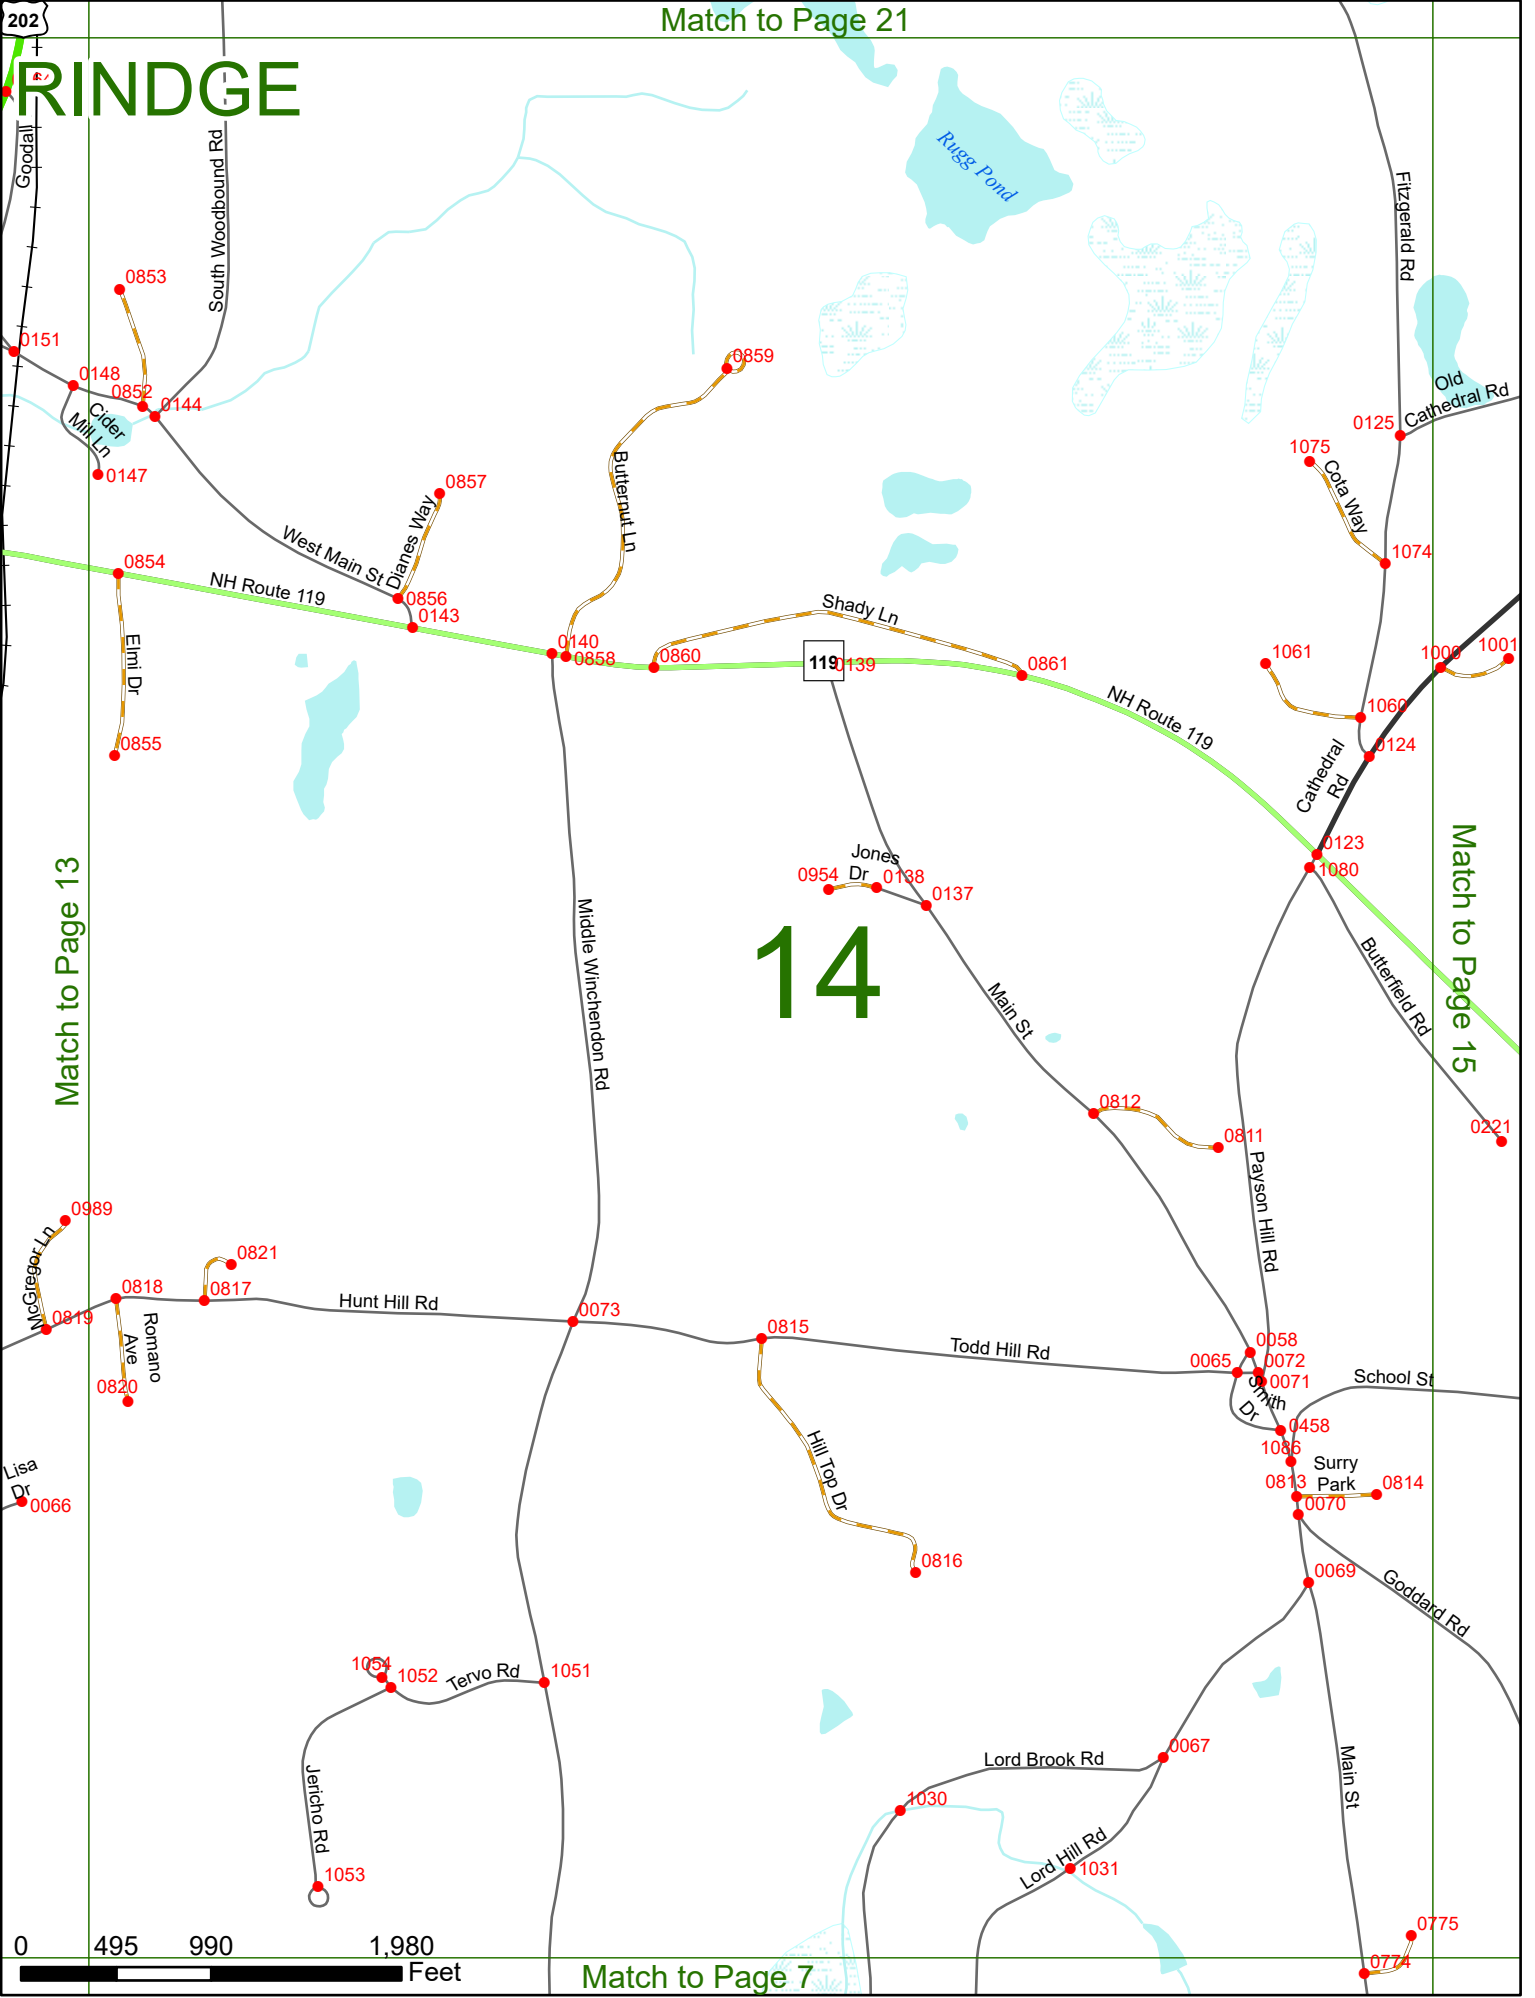 202
Match to Page 21
RINDGE
Goodall
South Woodbound Rd
Rugg Pond
Fitzgerald Rd
0853
0151
0148
0852
0144
Cider
Mill Ln
0147
0859
Old
Cathedral Rd
0125
1075
Cota Way
1074
0857
Dianes Way
West Main St
Butternut Ln
0854
NH Route 119
0856
0143
Shady Ln
0140
0858
0860
119
0139
0861
1061
1000
1001
Elmi Dr
NH Route 119
1060
0855
0124
Cathedral
Rd
0123
1080
Match to Page 13
Match to Page 15
Jones
Dr
0954
0138
0137
14
Middle Winchendon Rd
Main St
Butterfield Rd
0812
0811
0221
Payson Hill Rd
0989
McGregor Ln
0821
0818
0817
0819
Hunt Hill Rd
0073
0815
Romano
Ave
0820
Todd Hill Rd
0058
0065
0072
0071
Smith
Dr
School St
0458
1086
Surry
Park
0813
0814
0070
Lisa
Dr
0066
Hill Top Dr
0816
0069
Goddard Rd
1054
1052
Tervo Rd
1051
0067
Lord Brook Rd
Main St
Jericho Rd
1030
Lord Hill Rd
1031
1053
0775
0774
0
495
990
1,980
Feet
Match to Page 7